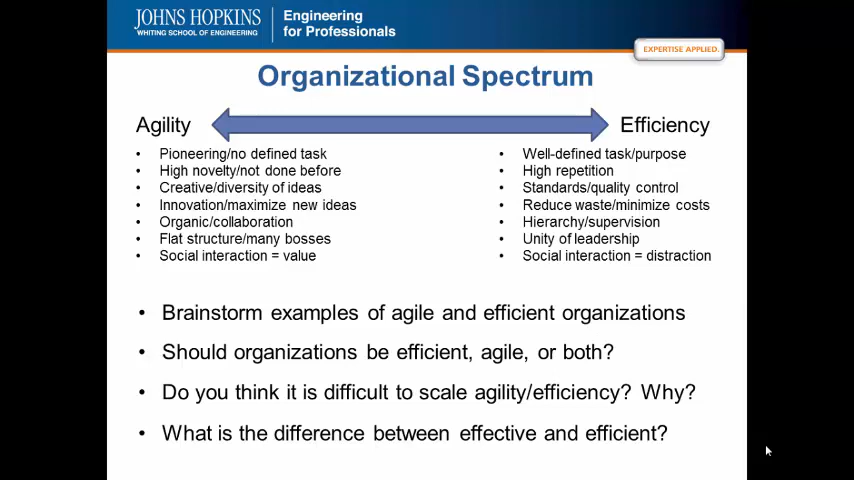 JOHNS HOPKINS
WHITING SCHOOL OF ENGINEERING
Engineering
for Professionals
EXPERTISE APPLIED.
Organizational Spectrum
Agility
Efficiency
• Pioneering/no defined task
• High novelty/not done before
• Creative/diversity of ideas
• Innovation/maximize new ideas
• Organic/collaboration
• Flat structure/many bosses
• Social interaction = value
• Well-defined task/purpose
• High repetition
• Standards/quality control
• Reduce waste/minimize costs
• Hierarchy/supervision
• Unity of leadership
• Social interaction = distraction
• Brainstorm examples of agile and efficient organizations
• Should organizations be efficient, agile, or both?
• Do you think it is difficult to scale agility/efficiency? Why?
• What is the difference between effective and efficient?